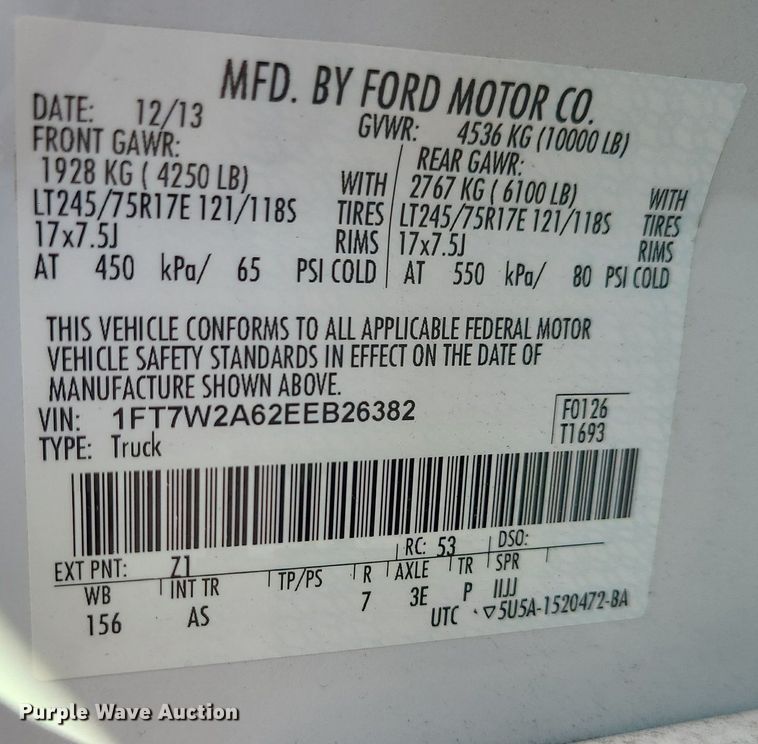 MFD. BY FORD MOTOR CO.
DATE: 12/13
GVWR: 4536 KG (10000 LB)
FRONT GAWR:
1928 KG ( 4250 LB) WITH
LT245/75R17E 121/118S TIRES
17x7.5J RIMS
AT 450 kPa/ 65 PSI COLD
REAR GAWR:
2767 KG ( 6100 LB) WITH
LT245/75R17E 121/118S TIRES
17x7.5J RIMS
AT 550 kPa/ 80 PSI COLD
THIS VEHICLE CONFORMS TO ALL APPLICABLE FEDERAL MOTOR
VEHICLE SAFETY STANDARDS IN EFFECT ON THE DATE OF
MANUFACTURE SHOWN ABOVE.
VIN: 1FT7W2A62EEB26382
TYPE: Truck
F0126
T1693
EXT PNT: Z1 RC: 53 DSO:
WB INT TR TP/PS R AXLE TR SPR
156 AS 7 3E P IIJJ
UTC ▽5U5A-1520472-BA
Purple Wave Auction